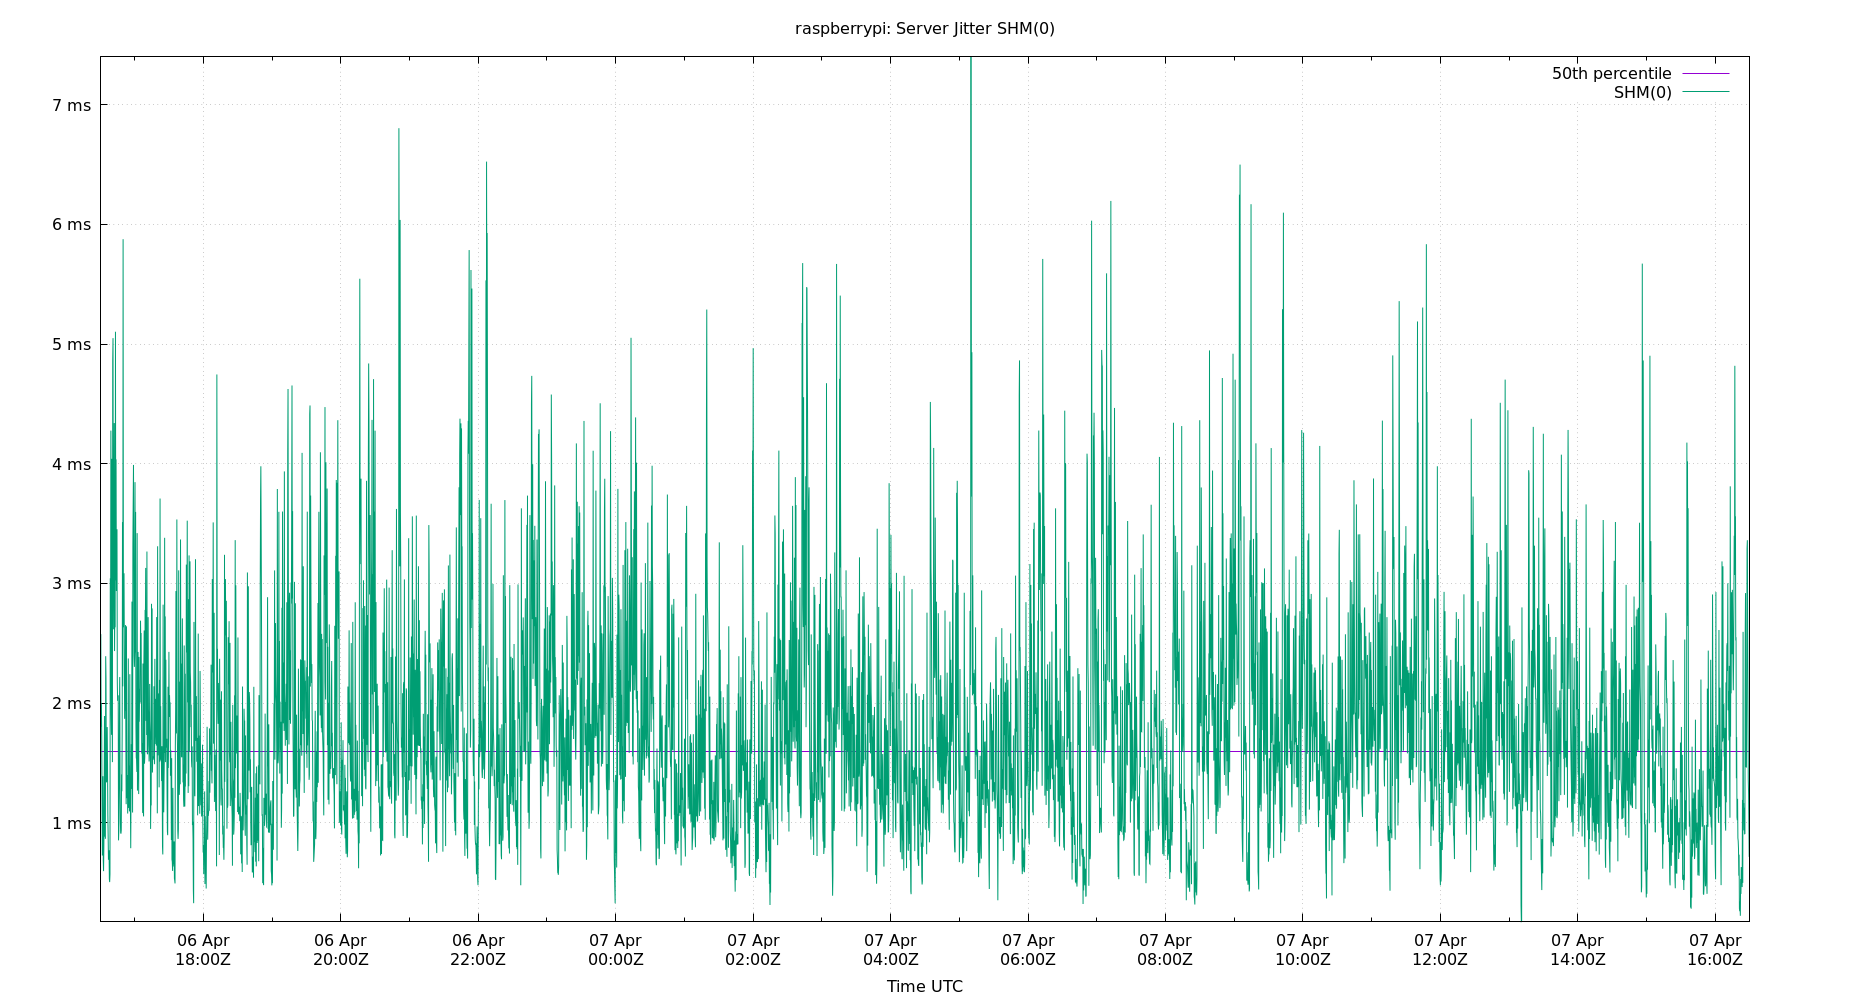 raspberrypi: Server Jitter SHM(0)
50th percentile
SHM(0)
7 ms
6 ms
5 ms
4 ms
3 ms
2 ms
1 ms
06 Apr 06 Apr 06 Apr 07 Apr 07 Apr 07 Apr 07 Apr 07 Apr 07 Apr 07 Apr 07 Apr 07 Apr
18:00Z 20:00Z 22:00Z 00:00Z 02:00Z 04:00Z 06:00Z 08:00Z 10:00Z 12:00Z 14:00Z 16:00Z
Time UTC